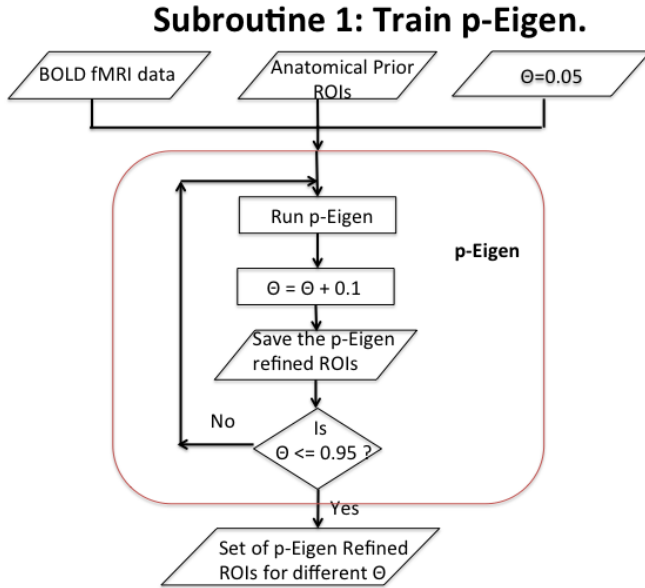 Subroutine 1: Train p-Eigen.
BOLD fMRI data
Anatomical Prior
ROIs
Θ=0.05
Run p-Eigen
p-Eigen
Θ = Θ + 0.1
Save the p-Eigen
refined ROIs
No
Is
Θ <= 0.95 ?
Yes
Set of p-Eigen Refined
ROIs for different Θ